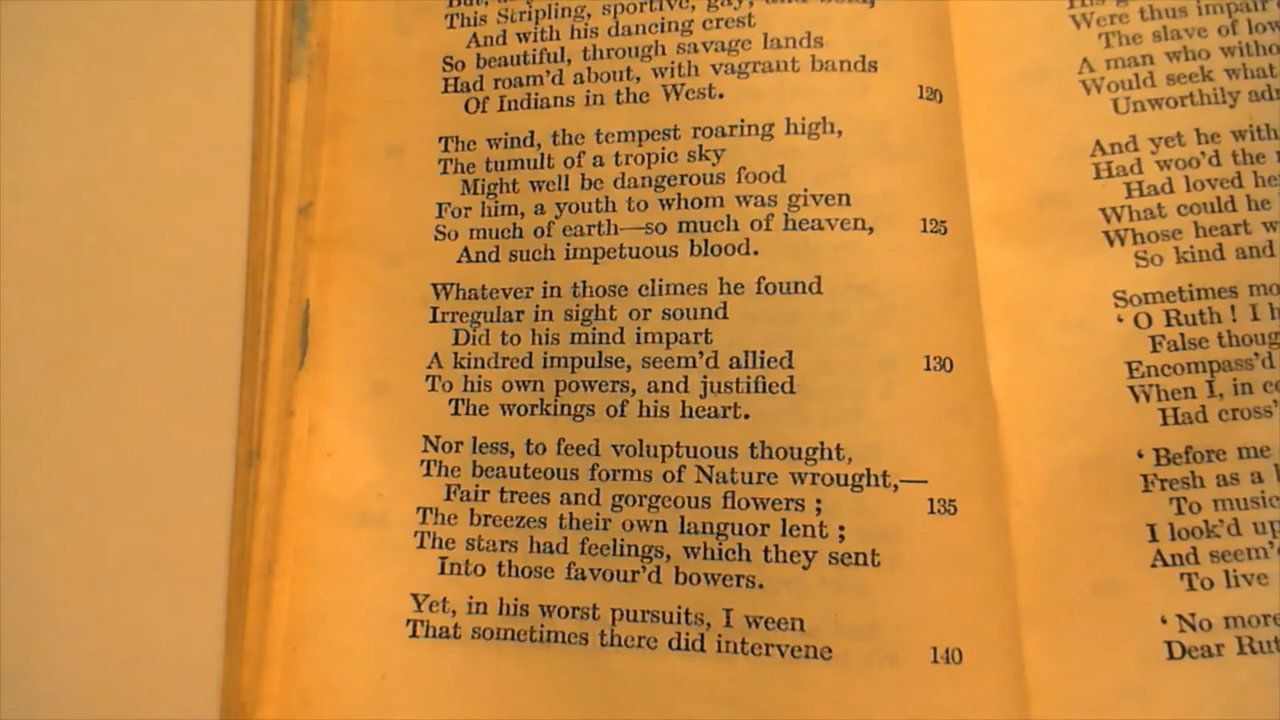 This Stripling, sportive, gay, and bold,
And with his dancing crest
So beautiful, through savage lands
Had roam'd about, with vagrant bands
Of Indians in the West. 120
The wind, the tempest roaring high,
The tumult of a tropic sky
Might well be dangerous food
For him, a youth to whom was given
So much of earth—so much of heaven, 125
And such impetuous blood.
Whatever in those climes he found
Irregular in sight or sound
Did to his mind impart
A kindred impulse, seem'd allied 130
To his own powers, and justified
The workings of his heart.
Nor less, to feed voluptuous thought,
The beauteous forms of Nature wrought,—
Fair trees and gorgeous flowers ; 135
The breezes their own languor lent ;
The stars had feelings, which they sent
Into those favour'd bowers.
Yet, in his worst pursuits, I ween
That sometimes there did intervene 140
Were thus impair
The slave of low
A man who witho
Would seek what
Unworthily ad
And yet he with
Had woo'd the
Had loved he
What could he
Whose heart w
So kind and
Sometimes mo
‘ O Ruth ! I h
False thoug
Encompass'd
When I, in c
Had cross'
‘ Before me
Fresh as a
To music
I look'd up
And seem'
To live
‘ No more
Dear Rut